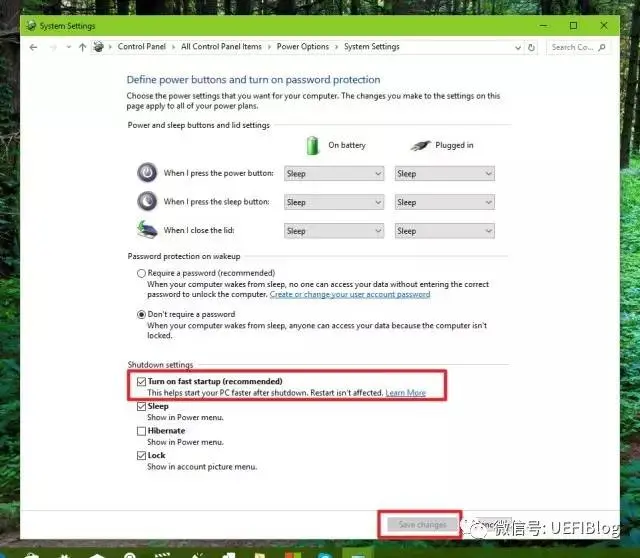 System Settings
Control Panel > All Control Panel Items > Power Options > System Settings
Search Co...
Define power buttons and turn on password protection
Choose the power settings that you want for your computer. The changes you make to the settings on this
page apply to all of your power plans.
Power and sleep buttons and lid settings
On battery Plugged in
When I press the power button: Sleep Sleep
When I press the sleep button: Sleep Sleep
When I close the lid: Sleep Sleep
Password protection on wakeup
Require a password (recommended)
When your computer wakes from sleep, no one can access your data without entering the correct
password to unlock the computer. Create or change your user account password
Don't require a password
When your computer wakes from sleep, anyone can access your data because the computer isn't
locked.
Shutdown settings
Turn on fast startup (recommended)
This helps start your PC faster after shutdown. Restart isn't affected. Learn More
Sleep
Show in Power menu.
Hibernate
Show in Power menu.
Lock
Show in account picture menu.
Save changes
微信号: UEFIBlog